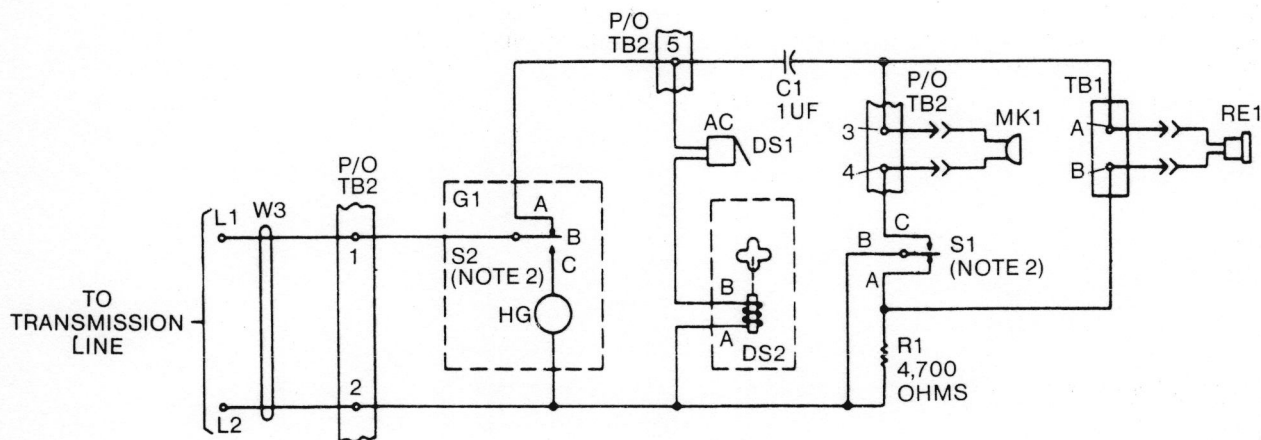 P/O
TB2
5
C1
1UF
P/O
TB2
TB1
MK1
RE1
3
4
A
B
AC
DS1
P/O
TB2
G1
A
L1
W3
B
1
S2
(NOTE 2)
C
HG
B
C
S1
(NOTE 2)
A
TO
TRANSMISSION
LINE
B
A
DS2
R1
4,700
OHMS
2
L2